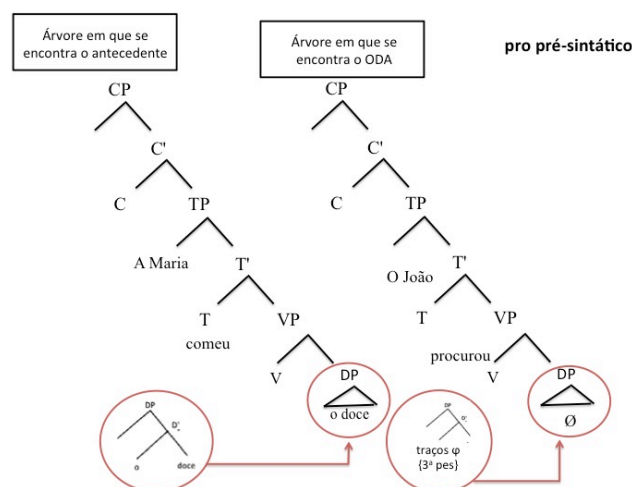 Árvore em que se
encontra o antecedente
Árvore em que se
encontra o ODA
pro pré-sintático
CP
C'
C
TP
A Maria
T'
T
VP
comeu
V
DP
o doce
DP
D'
o
doce
CP
C'
C
TP
O João
T'
T
VP
procurou
V
DP
Ø
DP
D'
traços φ
{3ª pes}